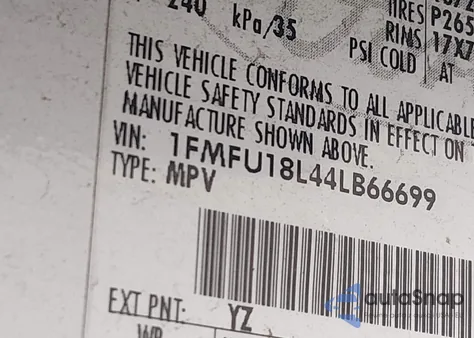 240 kPa/35
TIRES P265
RIMS 17X7
PSI COLD AT
THIS VEHICLE CONFORMS TO ALL APPLICABLE
VEHICLE SAFETY STANDARDS IN EFFECT ON
MANUFACTURE SHOWN ABOVE.
VIN: 1FMFU18L44LB66699
TYPE: MPV
autoSnap
EXT PNT: YZ